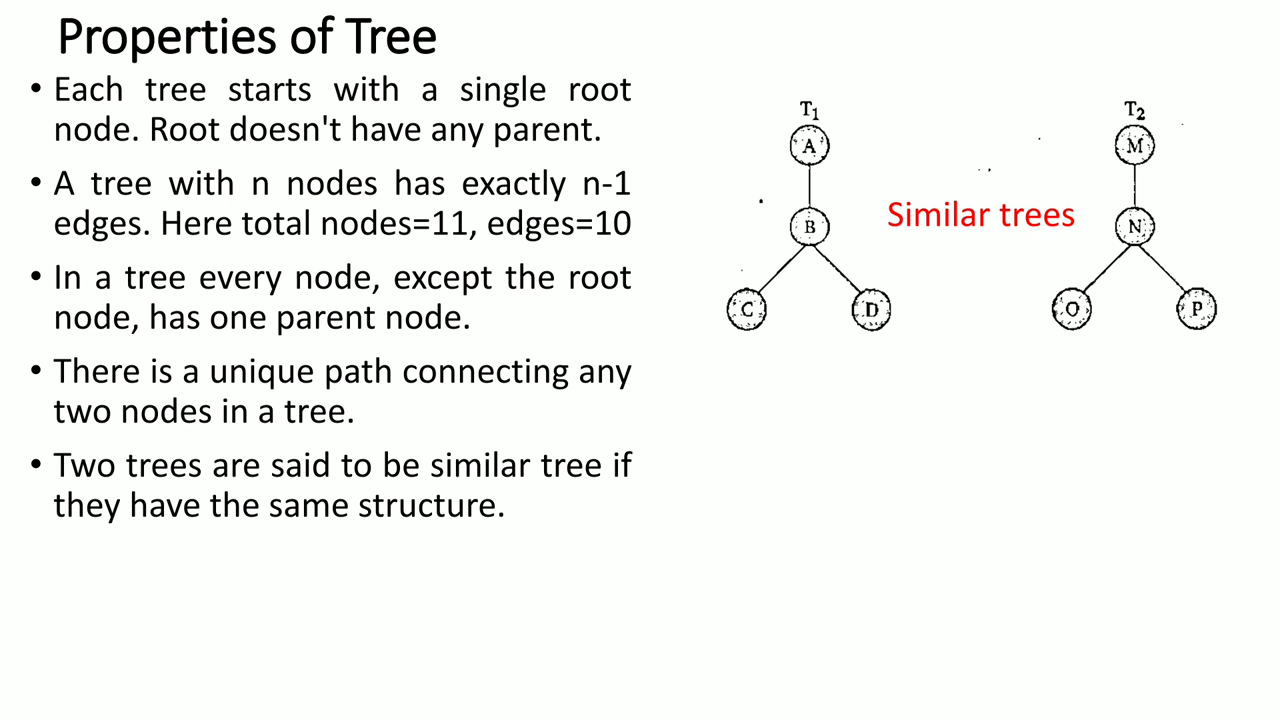 Properties of Tree
• Each tree starts with a single root
node. Root doesn't have any parent.
• A tree with n nodes has exactly n-1
edges. Here total nodes=11, edges=10
• In a tree every node, except the root
node, has one parent node.
• There is a unique path connecting any
two nodes in a tree.
• Two trees are said to be similar tree if
they have the same structure.
T1
A
B
C D
Similar trees
T2
M
N
O P